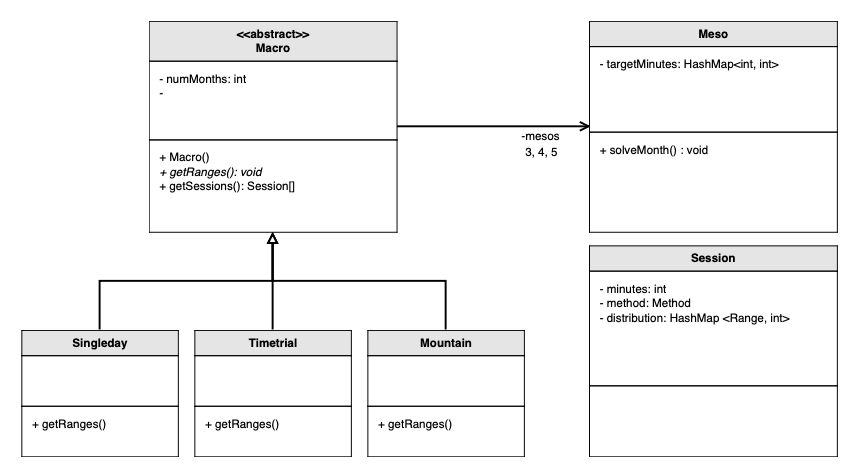 <<abstract>>
Macro
- numMonths: int
-
+ Macro()
+ getRanges(): void
+ getSessions(): Session[]
-mesos
3, 4, 5
Meso
- targetMinutes: HashMap<int, int>
+ solveMonth() : void
Session
- minutes: int
- method: Method
- distribution: HashMap <Range, int>
Singleday
+ getRanges()
Timetrial
+ getRanges()
Mountain
+ getRanges()